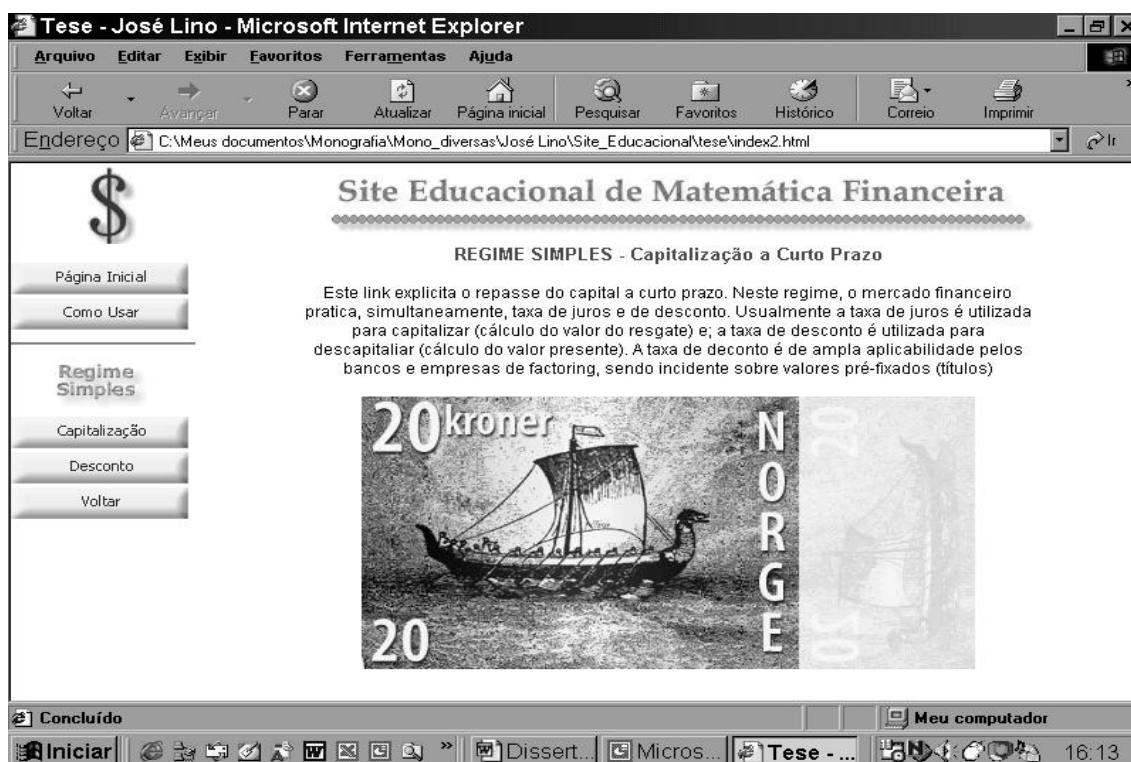 Tese - José Lino - Microsoft Internet Explorer
Arquivo Editar Exibir Favoritos Ferramentas Ajuda
Voltar Avançar Parar Atualizar Página inicial Pesquisar Favoritos Histórico Correio Imprimir
Endereço C:\Meus documentos\Monografia\Mono_diversas\José Lino\Site_Educacional\tese\index2.html Ir
$
Página Inicial
Como Usar
Regime
Simples
Capitalização
Desconto
Voltar
Site Educacional de Matemática Financeira
REGIME SIMPLES - Capitalização a Curto Prazo
Este link explicita o repasse do capital a curto prazo. Neste regime, o mercado financeiro
pratica, simultaneamente, taxa de juros e de desconto. Usualmente a taxa de juros é utilizada
para capitalizar (cálculo do valor do resgate) e; a taxa de desconto é utilizada para
descapitaliar (cálculo do valor presente). A taxa de deconto é de ampla aplicabilidade pelos
bancos e empresas de factoring, sendo incidente sobre valores pré-fixados (títulos)
20 kroner
NORGE
20
20
20
Concluído Meu computador
Iniciar » Dissert... Micros... Tese - ... 16:13